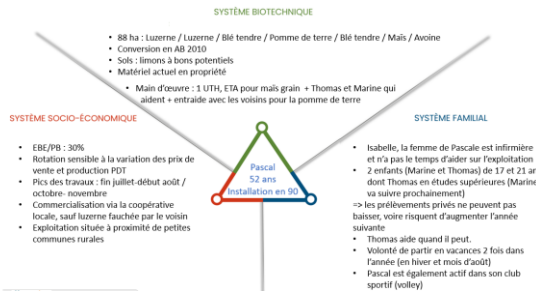 SYSTÈME BIOTECHNIQUE
• 88 ha : Luzerne / Luzerne / Blé tendre / Pomme de terre / Blé tendre / Maïs / Avoine
• Conversion en AB 2010
• Sols : limons à bons potentiels
• Matériel actuel en propriété
• Main d'œuvre : 1 UTH, ETA pour maïs grain + Thomas et Marine qui
aident + entraide avec les voisins pour la pomme de terre
SYSTÈME SOCIO-ÉCONOMIQUE
• EBE/PB : 30%
• Rotation sensible à la variation des prix de
vente et production PDT
• Pics des travaux : fin juillet-début août /
octobre- novembre
• Commercialisation via la coopérative
locale, sauf luzerne fauchée par le voisin
• Exploitation située à proximité de petites
communes rurales
Pascal
52 ans
Installation en 90
SYSTÈME FAMILIAL
• Isabelle, la femme de Pascale est infirmière
et n'a pas le temps d'aider sur l'exploitation
• 2 enfants (Marine et Thomas) de 17 et 21 an
dont Thomas en études supérieures (Marine
va suivre prochainement)
=> les prélèvements privés ne peuvent pas
baisser, voire risquent d'augmenter l'année
suivante
• Thomas aide quand il peut.
• Volonté de partir en vacances 2 fois dans
l'année (en hiver et mois d'août)
• Pascal est également actif dans son club
sportif (volley)